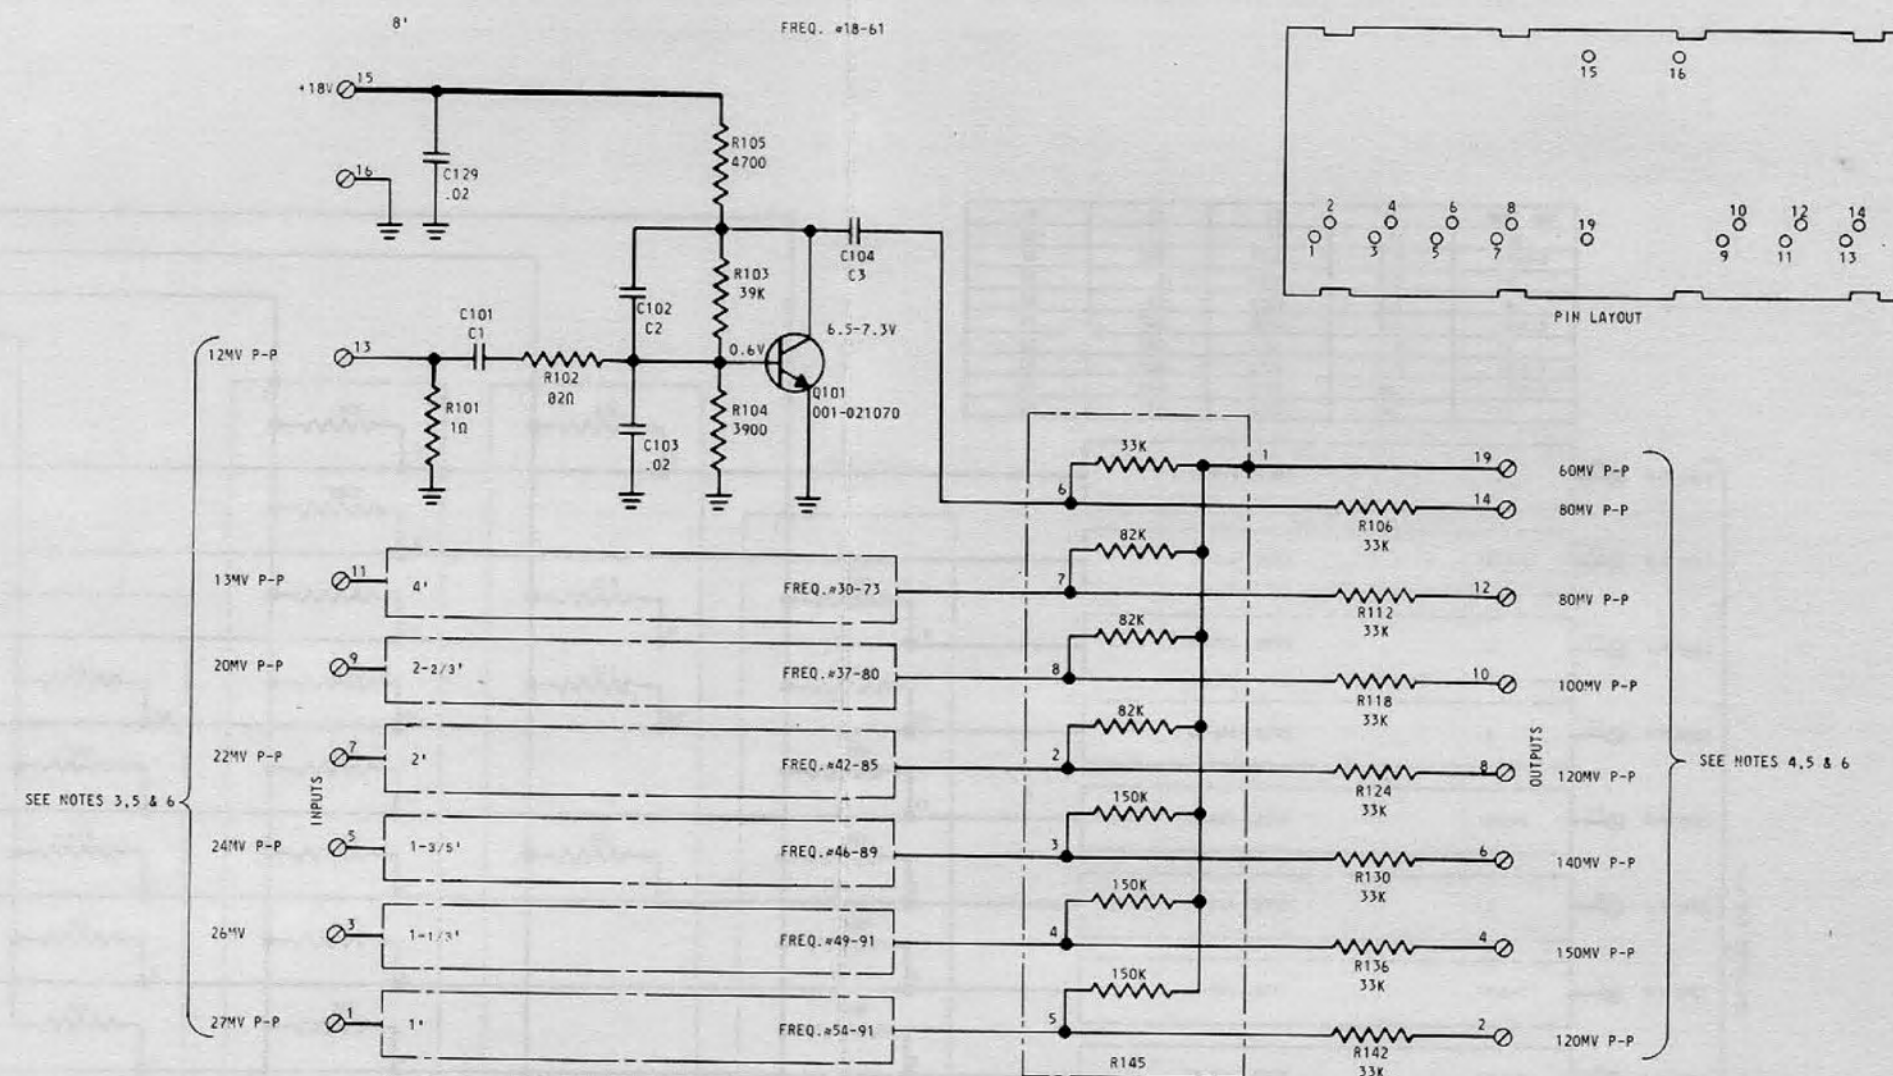 8'
FREQ. #18-61
+18V
15
16
C129
.02
R105
4700
R103
39K
C104
C3
C102
C2
6.5-7.3V
0.6V
Q101
001-021070
C101
C1
12MV P-P
13
R102
82Ω
R101
1Ω
R104
3900
C103
.02
15
16
2
4
6
8
19
10
12
14
1
3
5
7
9
11
13
PIN LAYOUT
33K
1
19
60MV P-P
6
14
80MV P-P
R106
33K
13MV P-P
11
4'
FREQ.#30-73
82K
7
12
80MV P-P
R112
33K
20MV P-P
9
2-2/3'
FREQ.#37-80
82K
8
10
100MV P-P
R118
33K
22MV P-P
7
2'
FREQ.#42-85
82K
2
8
120MV P-P
R124
33K
SEE NOTES 3,5 & 6
INPUTS
OUTPUTS
SEE NOTES 4,5 & 6
24MV P-P
5
1-3/5'
FREQ.#46-89
150K
3
6
140MV P-P
R130
33K
26MV
3
1-1/3'
FREQ.#49-91
150K
4
4
150MV P-P
R136
33K
27MV P-P
1
1'
FREQ.#54-91
150K
5
2
120MV P-P
R142
33K
R145